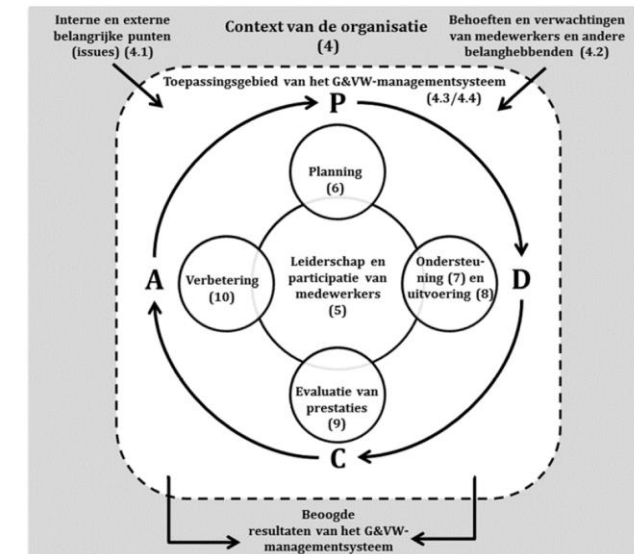 Interne en externe
belangrijke punten
(issues) (4.1)
Context van de organisatie
(4)
Behoeften en verwachtingen
van medewerkers en andere
belanghebbenden (4.2)
Toepassingsgebied van het G&VW-managementsysteem
(4.3/4.4)
P
Planning
(6)
A
Verbetering
(10)
Leiderschap en
participatie van
medewerkers
(5)
Ondersteu-
ning (7) en
uitvoering (8)
D
Evaluatie van
prestaties
(9)
C
Beoogde
resultaten van het G&VW-
managementsysteem